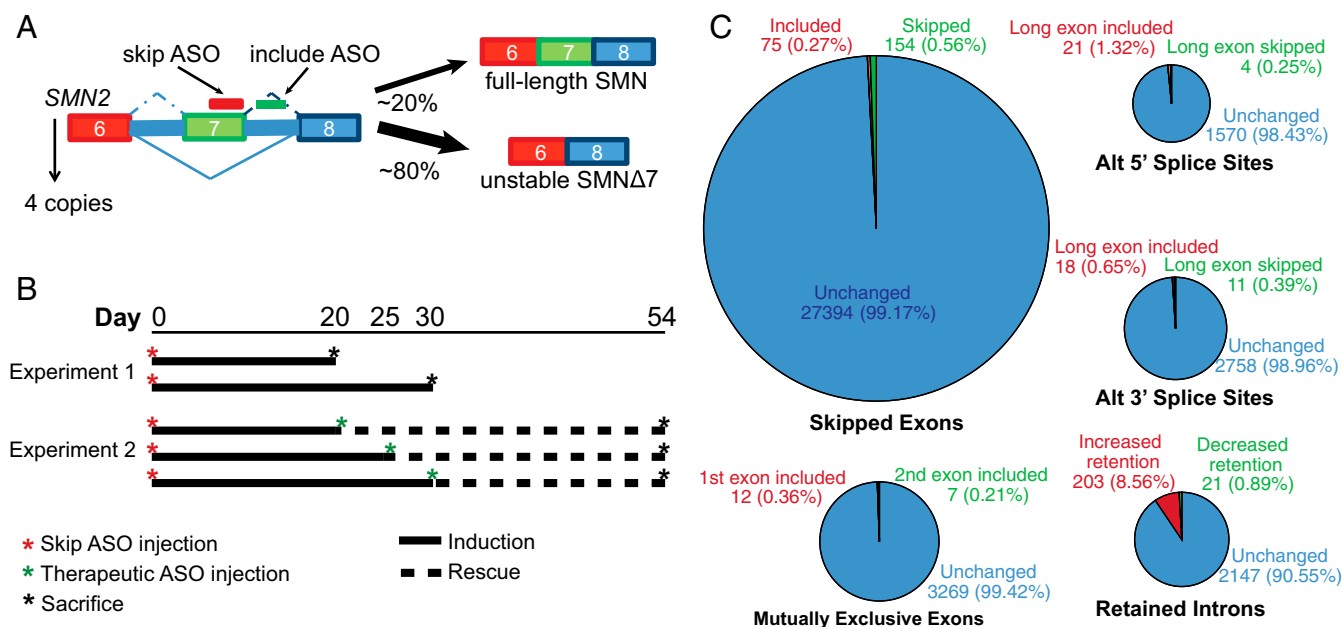 A
skip ASO
include ASO
SMN2
6
7
8
4 copies
~20%
~80%
6 7 8
full-length SMN
6 8
unstable SMNΔ7
B
Day 0 20 25 30 54
Experiment 1
* *
* *
Experiment 2
* * *
* * *
* * *
* Skip ASO injection
* Therapeutic ASO injection
* Sacrifice
Induction
Rescue
C
Included
75 (0.27%)
Skipped
154 (0.56%)
Unchanged
27394 (99.17%)
Skipped Exons
Long exon included
21 (1.32%)
Long exon skipped
4 (0.25%)
Unchanged
1570 (98.43%)
Alt 5' Splice Sites
Long exon included
18 (0.65%)
Long exon skipped
11 (0.39%)
Unchanged
2758 (98.96%)
Alt 3' Splice Sites
1st exon included
12 (0.36%)
2nd exon included
7 (0.21%)
Unchanged
3269 (99.42%)
Mutually Exclusive Exons
Increased
retention
203 (8.56%)
Decreased
retention
21 (0.89%)
Unchanged
2147 (90.55%)
Retained Introns